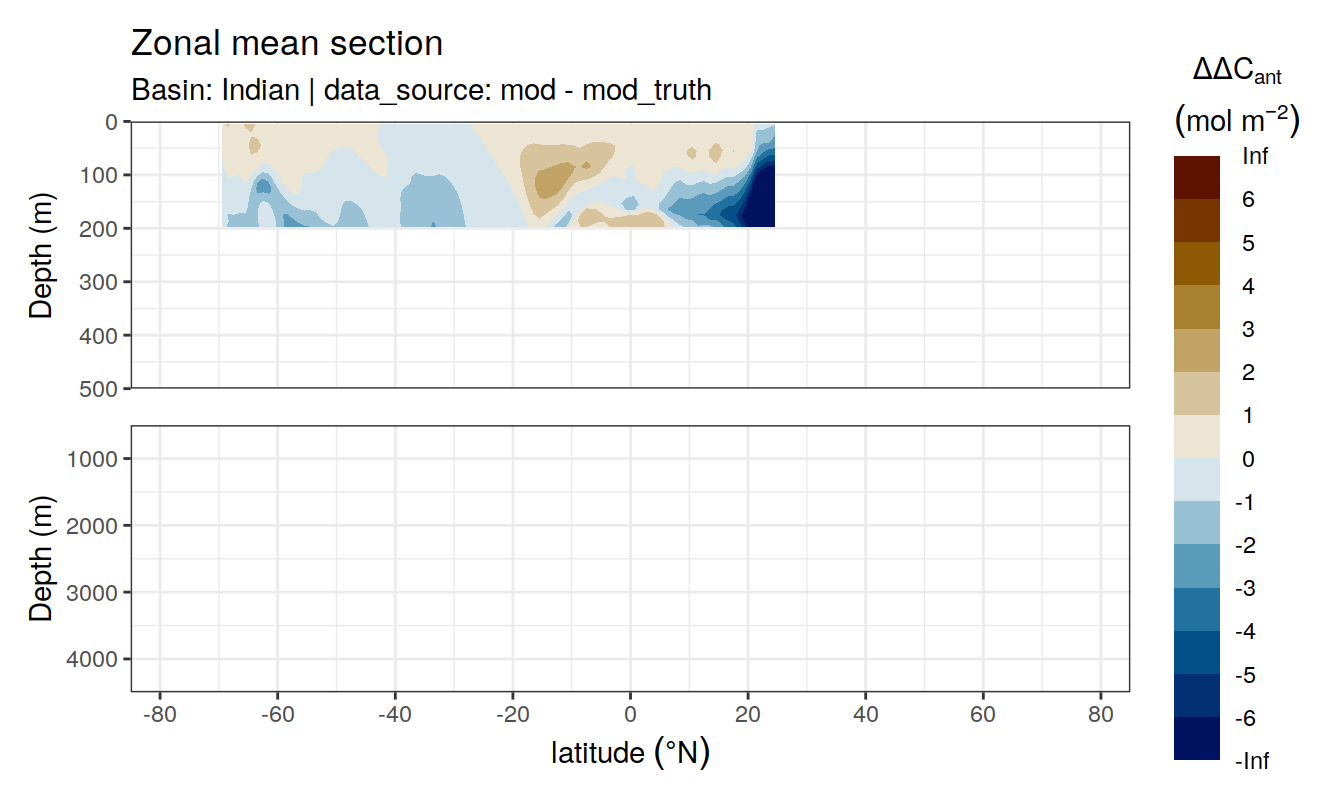 Zonal mean section
Basin: Indian | data_source: mod - mod_truth
ΔΔCant
(mol m−2)
Inf
6
5
4
3
2
1
0
-1
-2
-3
-4
-5
-6
-Inf
Depth (m)
0
100
200
300
400
500
Depth (m)
1000
2000
3000
4000
-80 -60 -40 -20 0 20 40 60 80
latitude (°N)